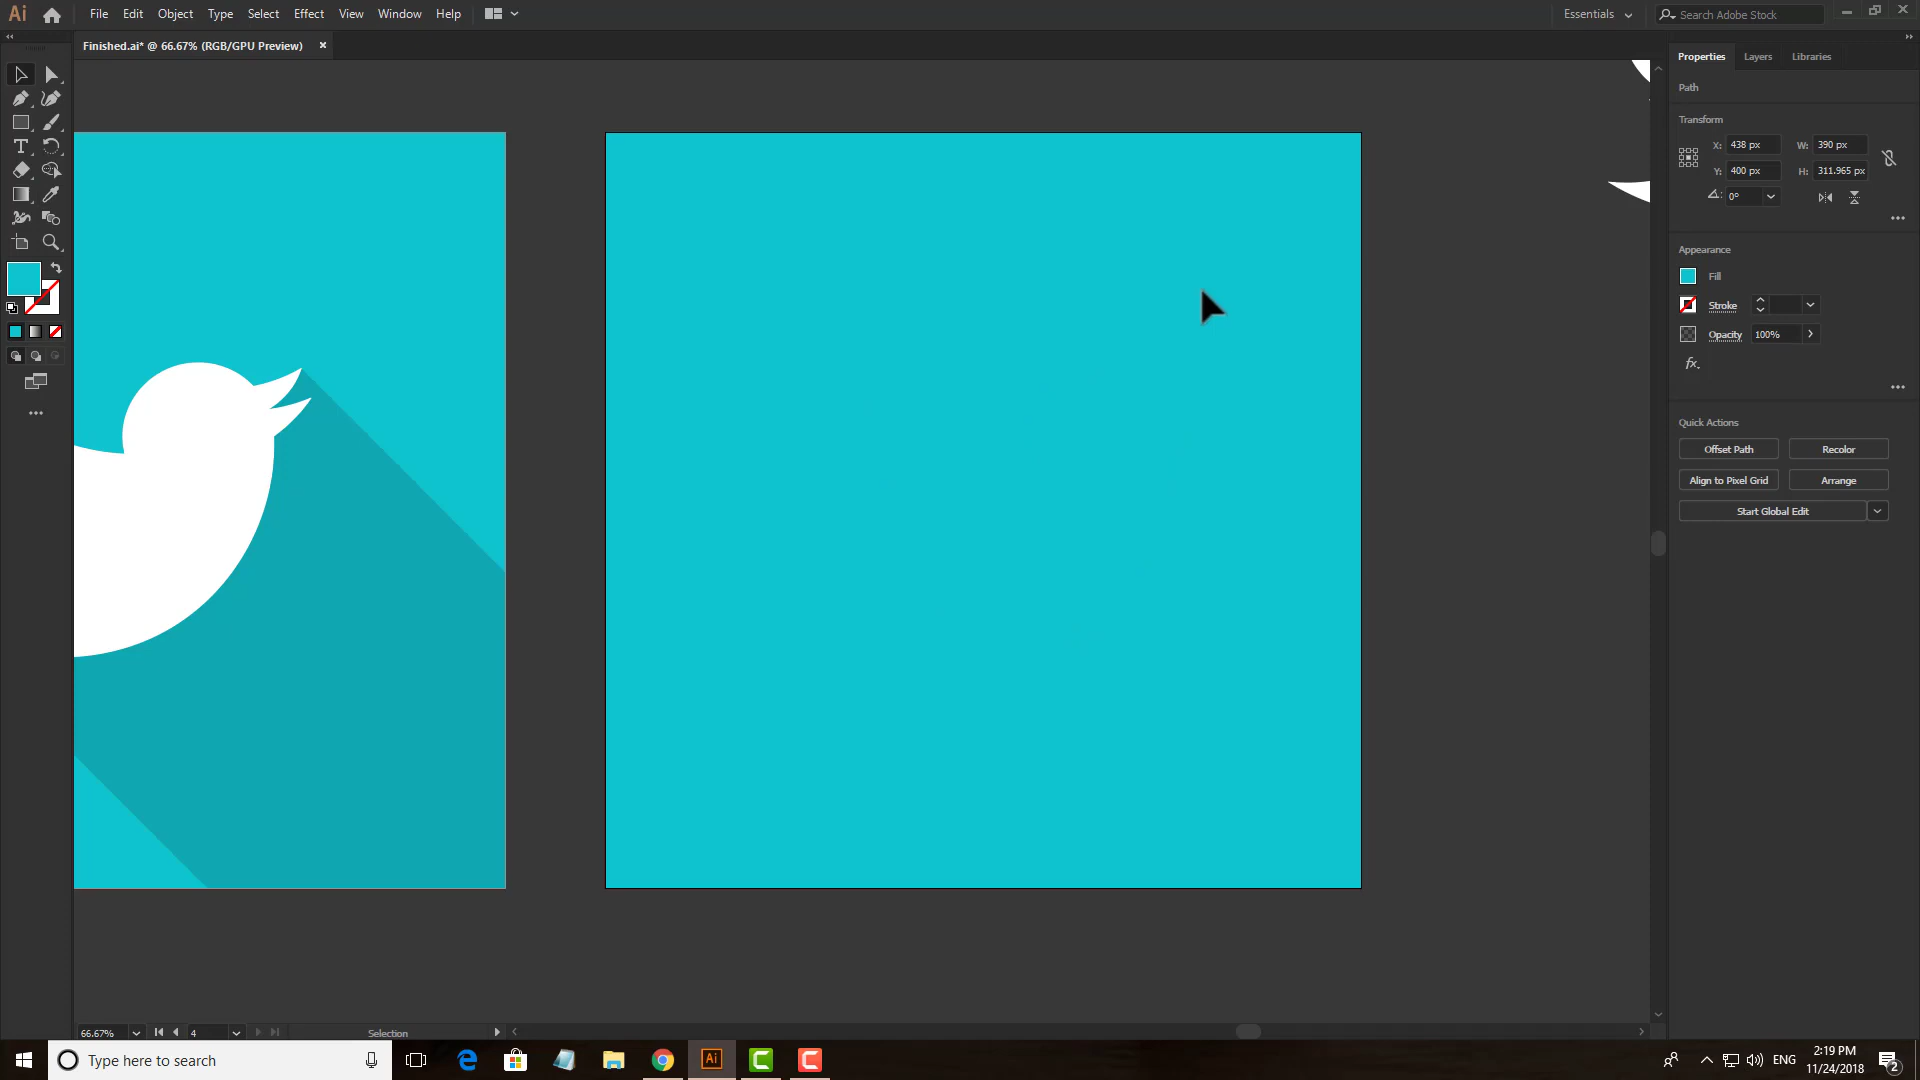 Ai File Edit Object Type Select Effect View Window Help Essentials Search Adobe Stock
Finished.ai* @ 66.67% (RGB/GPU Preview) ×
Properties Layers Libraries
Path
Transform
X: 438 px W: 390 px
Y: 400 px H: 311.965 px
0°
Appearance
Fill
Stroke
Opacity 100%
fx.
Quick Actions
Offset Path Recolor
Align to Pixel Grid Arrange
Start Global Edit
66.67% 4 Selection
Type here to search
Ai
ENG
2:19 PM
11/24/2018
2